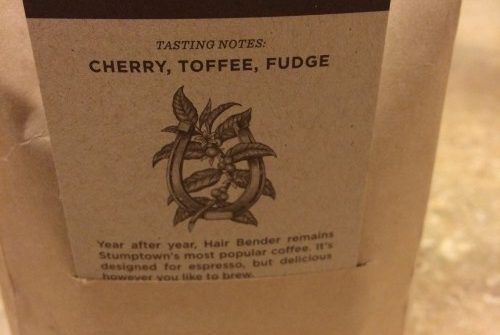 TASTING NOTES:
CHERRY, TOFFEE, FUDGE
Year after year, Hair Bender remains
Stumptown's most popular coffee. It's
designed for espresso, but delicious
however you like to brew.